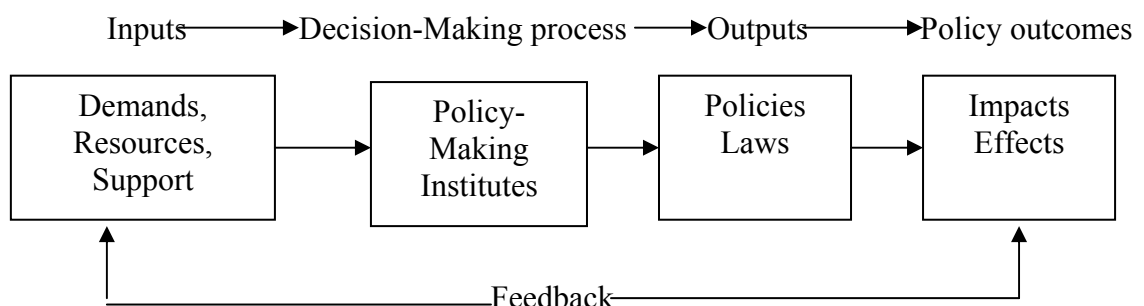 Inputs Decision-Making process Outputs Policy outcomes
Demands,
Resources,
Support
Policy-
Making
Institutes
Policies
Laws
Impacts
Effects
Feedback